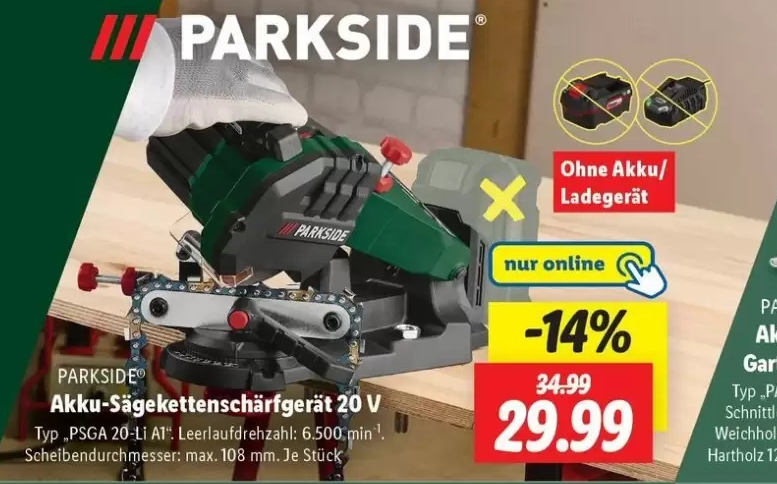 PARKSIDE®
Ohne Akku/
Ladegerät
PARKSIDE
nur online
-14%
34.99
29.99
PARKSIDE®
Akku-Sägekettenschärfgerät 20 V
Typ „PSGA 20-Li A1“. Leerlaufdrehzahl: 6.500 min⁻¹.
Scheibendurchmesser: max. 108 mm. Je Stück
PA
Ak
Gar
Typ „PA
Schnittl
Weichhol
Hartholz 12